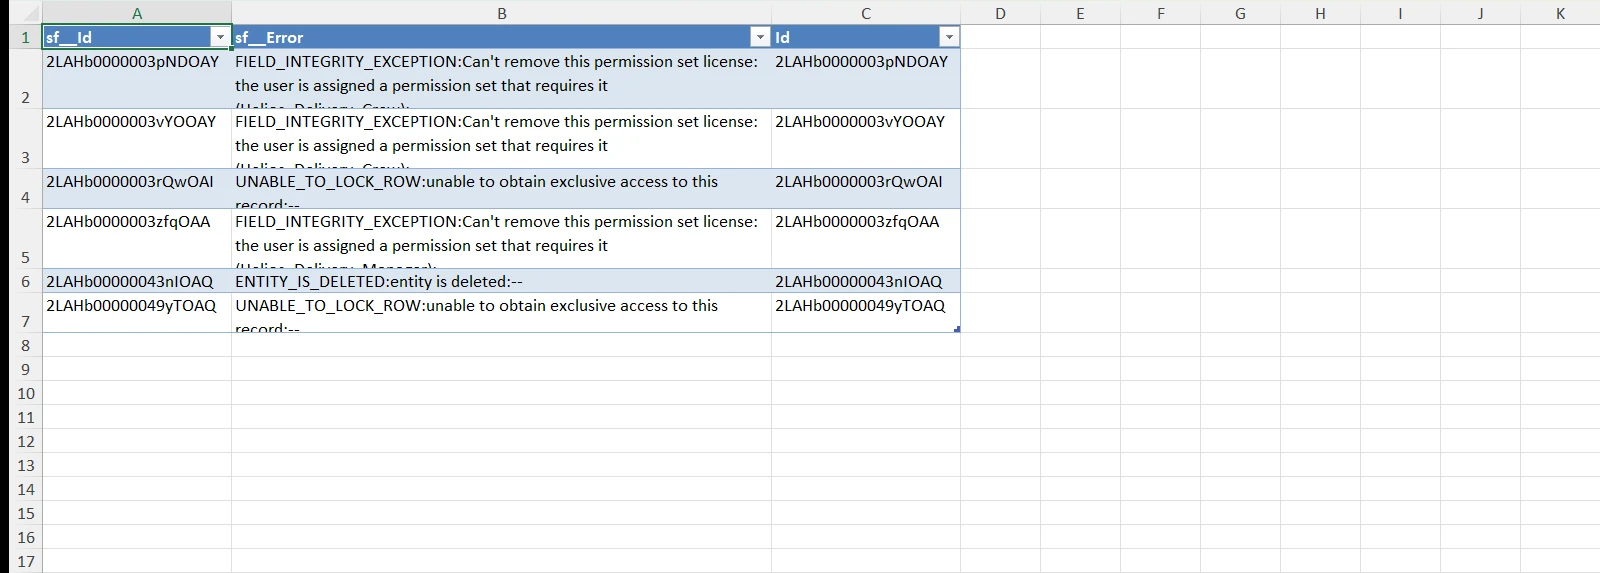 A B C D E F G H I J K
1 sf__Id sf__Error Id
2LAHb0000003pNDOAY FIELD_INTEGRITY_EXCEPTION:Can't remove this permission set license: 2LAHb0000003pNDOAY
the user is assigned a permission set that requires it
2 (Helios_Delivery_Crew):
2LAHb0000003vYOOAY FIELD_INTEGRITY_EXCEPTION:Can't remove this permission set license: 2LAHb0000003vYOOAY
the user is assigned a permission set that requires it
3 (Helios_Delivery_Crew):
2LAHb0000003rQwOAI UNABLE_TO_LOCK_ROW:unable to obtain exclusive access to this 2LAHb0000003rQwOAI
4 record:--
2LAHb0000003zfqOAA FIELD_INTEGRITY_EXCEPTION:Can't remove this permission set license: 2LAHb0000003zfqOAA
the user is assigned a permission set that requires it
5 (Helios_Delivery_Manager):
6 2LAHb00000043nIOAQ ENTITY_IS_DELETED:entity is deleted:-- 2LAHb00000043nIOAQ
2LAHb00000049yTOAQ UNABLE_TO_LOCK_ROW:unable to obtain exclusive access to this 2LAHb00000049yTOAQ
7 record:--
8
9
10
11
12
13
14
15
16
17